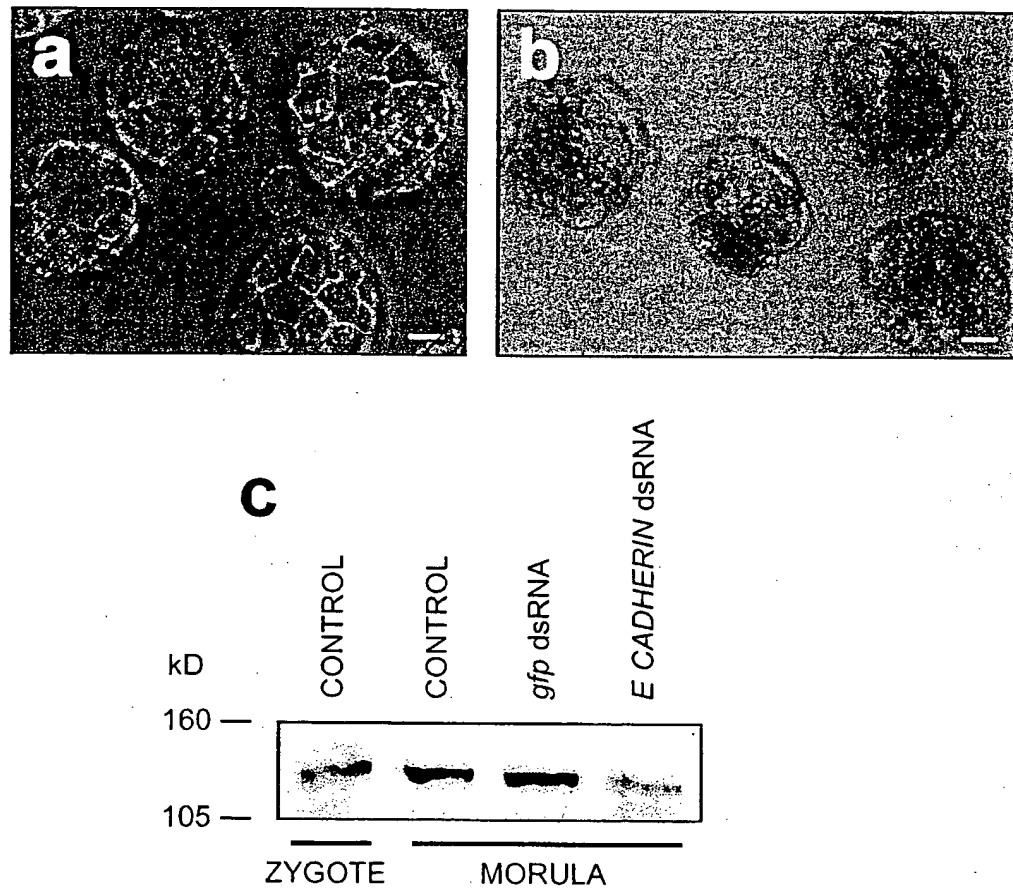 a
b
c
CONTROL
CONTROL
gfp dsRNA
E CADHERIN dsRNA
kD
160
105
ZYGOTE
MORULA